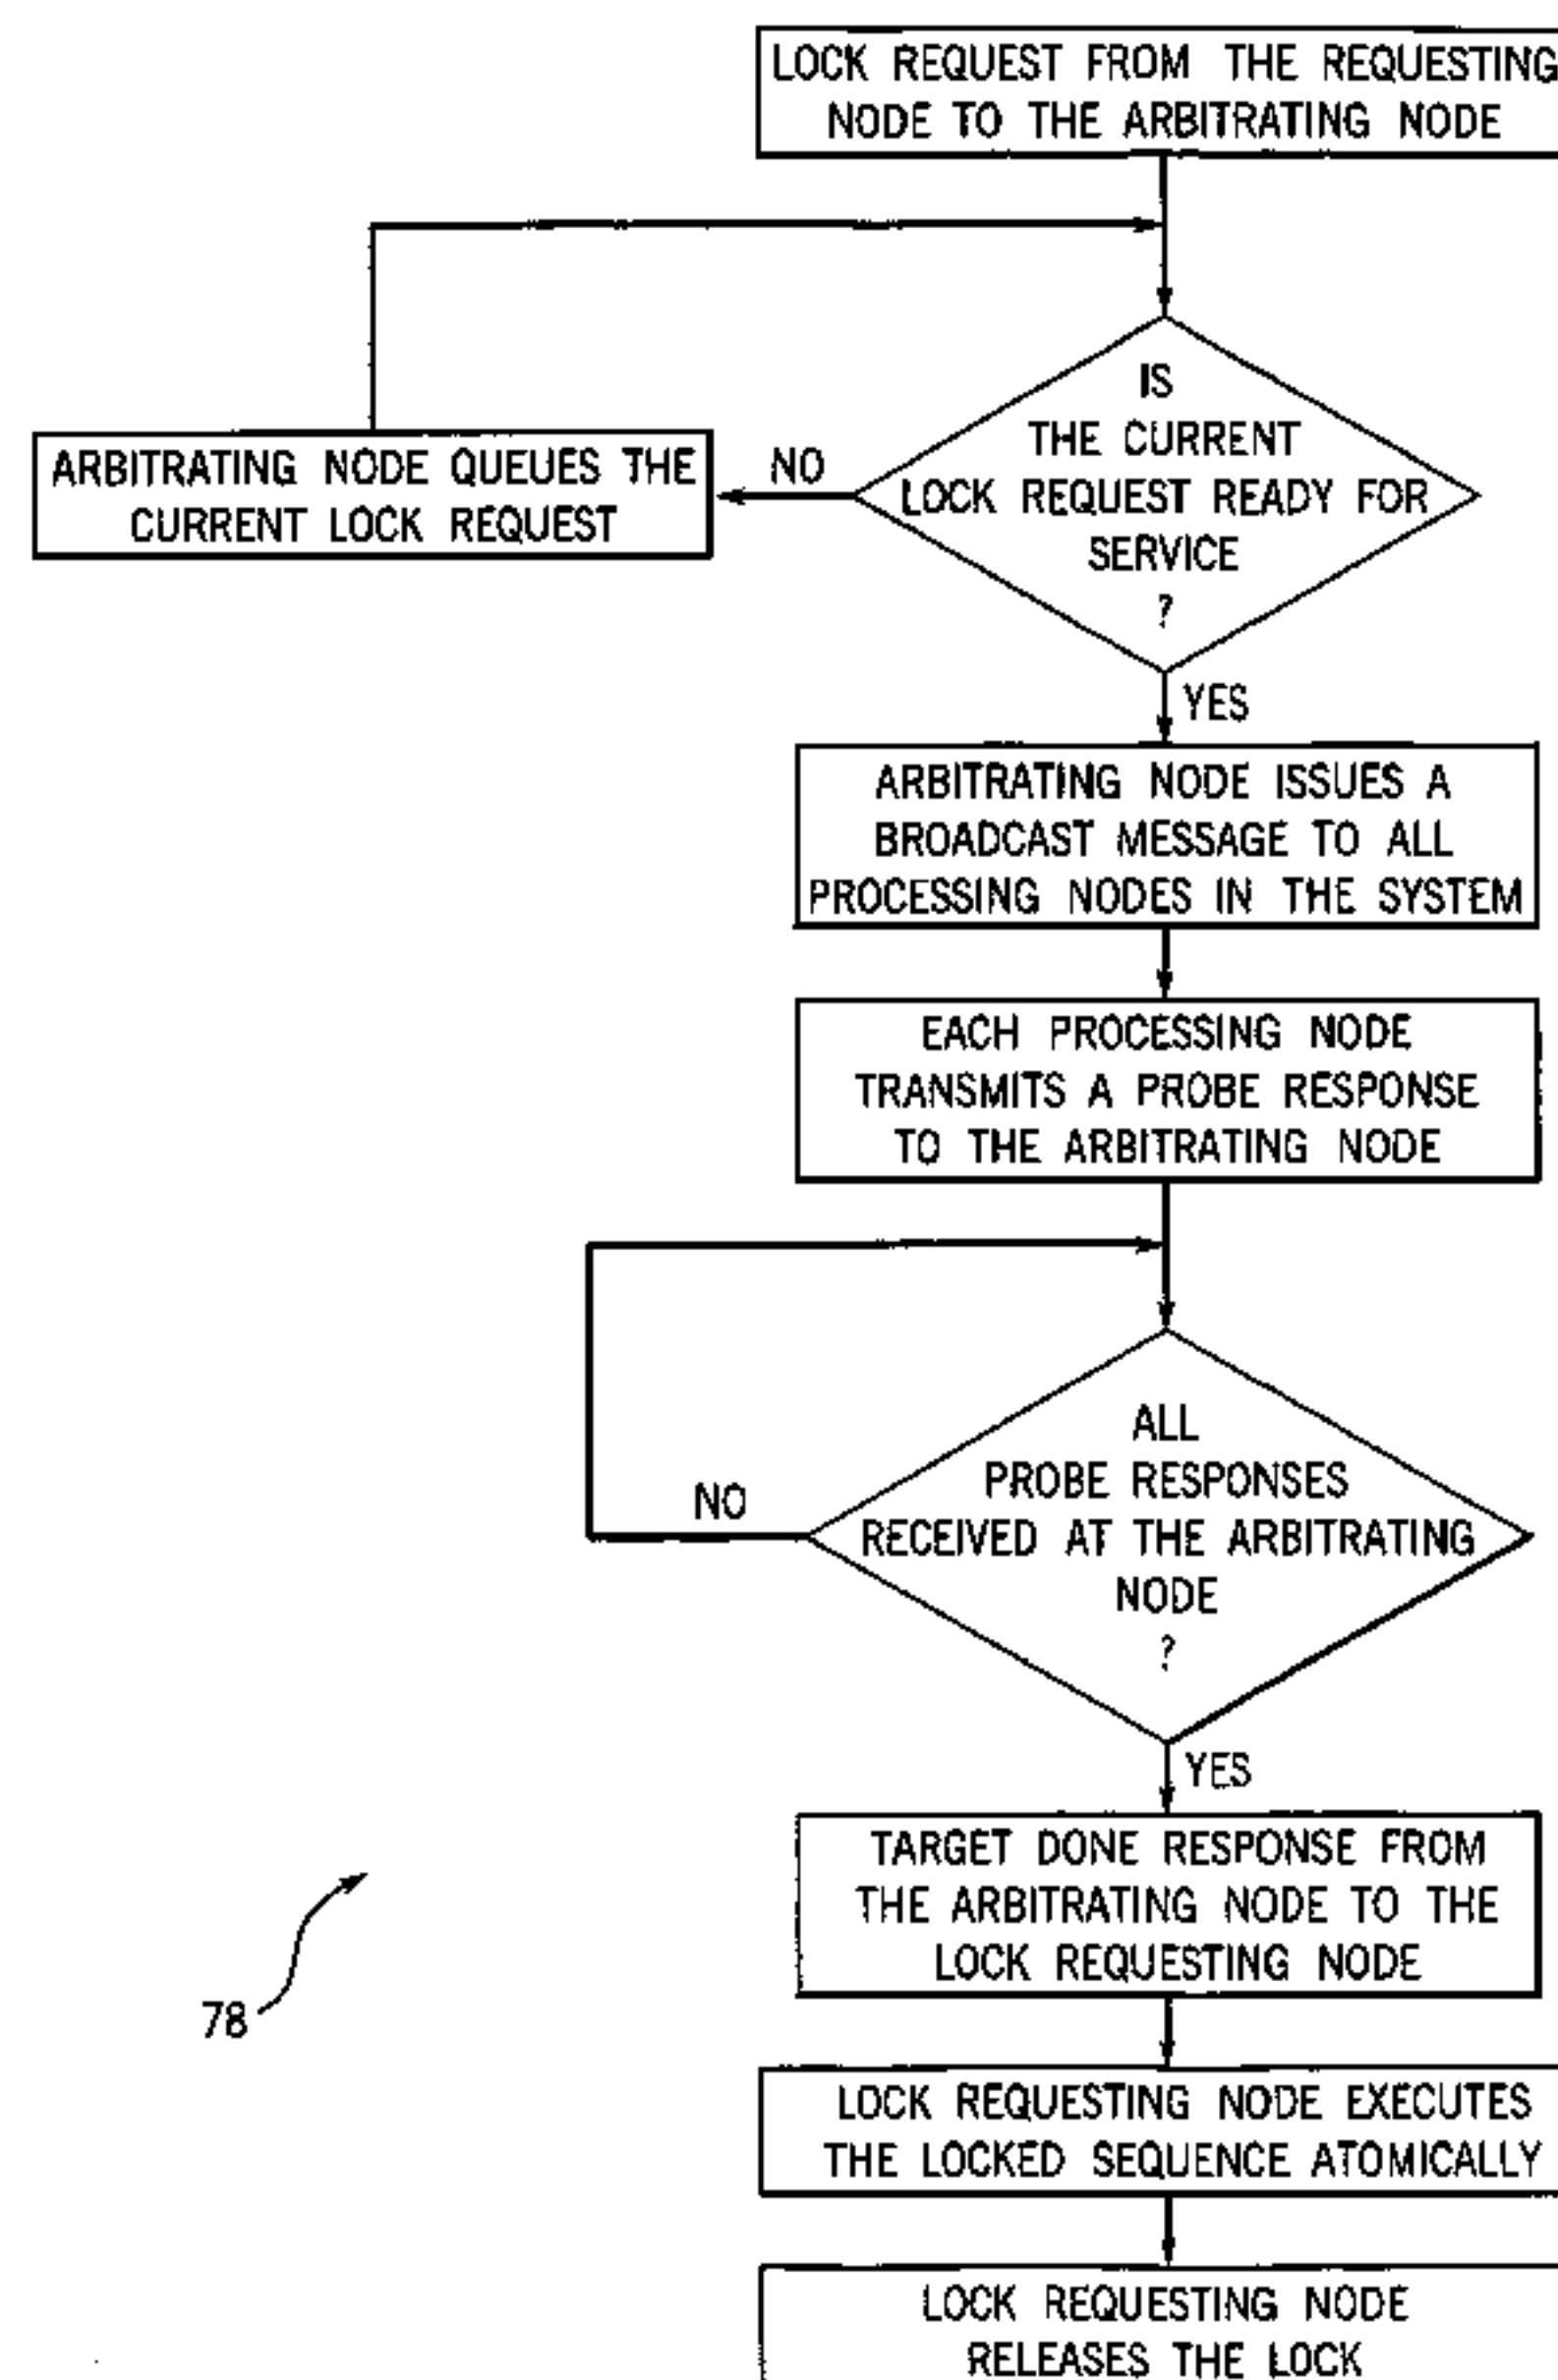 LOCK REQUEST FROM THE REQUESTING
NODE TO THE ARBITRATING NODE
IS
THE CURRENT
LOCK REQUEST READY FOR
SERVICE
?
NO
ARBITRATING NODE QUEUES THE
CURRENT LOCK REQUEST
YES
ARBITRATING NODE ISSUES A
BROADCAST MESSAGE TO ALL
PROCESSING NODES IN THE SYSTEM
EACH PROCESSING NODE
TRANSMITS A PROBE RESPONSE
TO THE ARBITRATING NODE
ALL
PROBE RESPONSES
RECEIVED AT THE ARBITRATING
NODE
?
NO
YES
TARGET DONE RESPONSE FROM
THE ARBITRATING NODE TO THE
LOCK REQUESTING NODE
78
LOCK REQUESTING NODE EXECUTES
THE LOCKED SEQUENCE ATOMICALLY
LOCK REQUESTING NODE
RELEASES THE LOCK